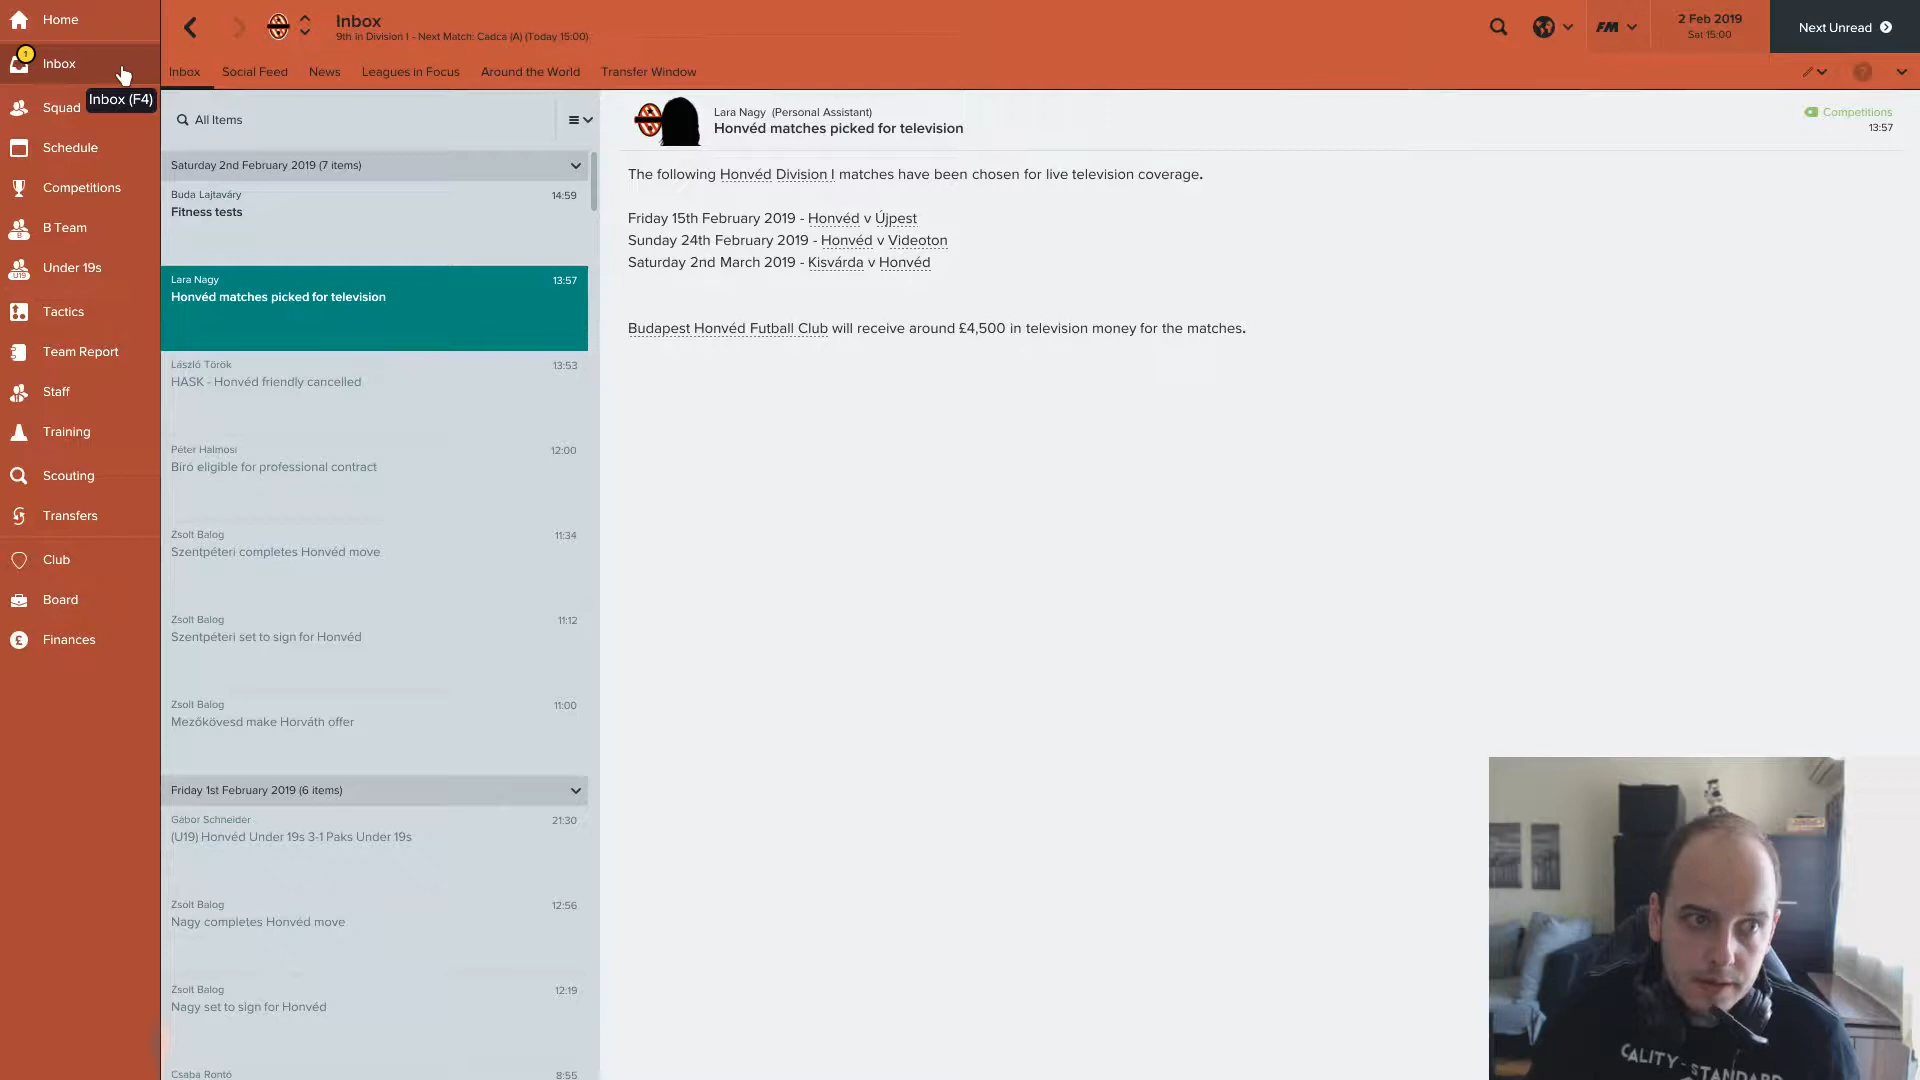 Home
Inbox
9th in Division I - Next Match: Cadca (A) (Today 15:00)
FM
2 Feb 2019
Sat 15:00
Next Unread
1
Inbox
Inbox (F4)
Inbox
Social Feed
News
Leagues in Focus
Around the World
Transfer Window
?
Squad
Schedule
Competitions
B Team
B
Under 19s
U19
Tactics
Team Report
Staff
Training
Scouting
Transfers
Club
Board
Finances
All Items
Saturday 2nd February 2019 (7 items)
Buda Lajtaváry
14:59
Fitness tests
Lara Nagy
13:57
Honvéd matches picked for television
László Török
13:53
HASK - Honvéd friendly cancelled
Péter Halmosi
12:00
Biró eligible for professional contract
Zsolt Balog
11:34
Szentpéteri completes Honvéd move
Zsolt Balog
11:12
Szentpéteri set to sign for Honvéd
Zsolt Balog
11:00
Mezőkövesd make Horváth offer
Friday 1st February 2019 (6 items)
Gábor Schneider
21:30
(U19) Honvéd Under 19s 3-1 Paks Under 19s
Zsolt Balog
12:56
Nagy completes Honvéd move
Zsolt Balog
12:19
Nagy set to sign for Honvéd
Csaba Rontó
8:55
Lara Nagy (Personal Assistant)
Honvéd matches picked for television
Competitions
13:57
The following Honvéd Division I matches have been chosen for live television coverage.
Friday 15th February 2019 - Honvéd v Újpest
Sunday 24th February 2019 - Honvéd v Videoton
Saturday 2nd March 2019 - Kisvárda v Honvéd
Budapest Honvéd Futball Club will receive around £4,500 in television money for the matches.
CALITY - STANDARD